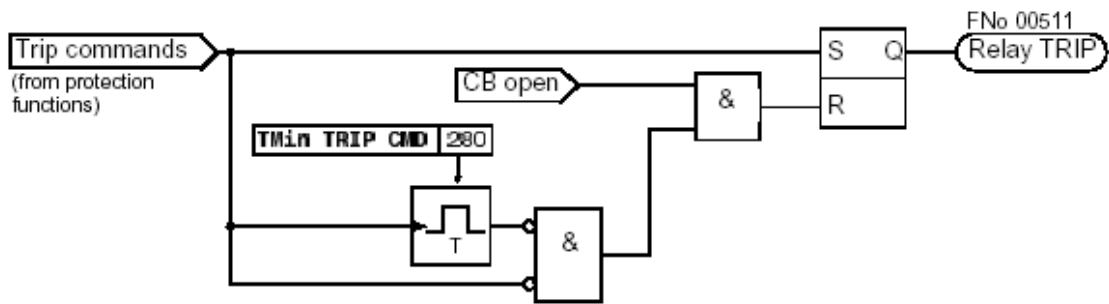 FNo 00511
Trip commands
S Q
Relay TRIP
(from protection
functions)
CB open
&
R
TMin TRIP CMD 280
T
&